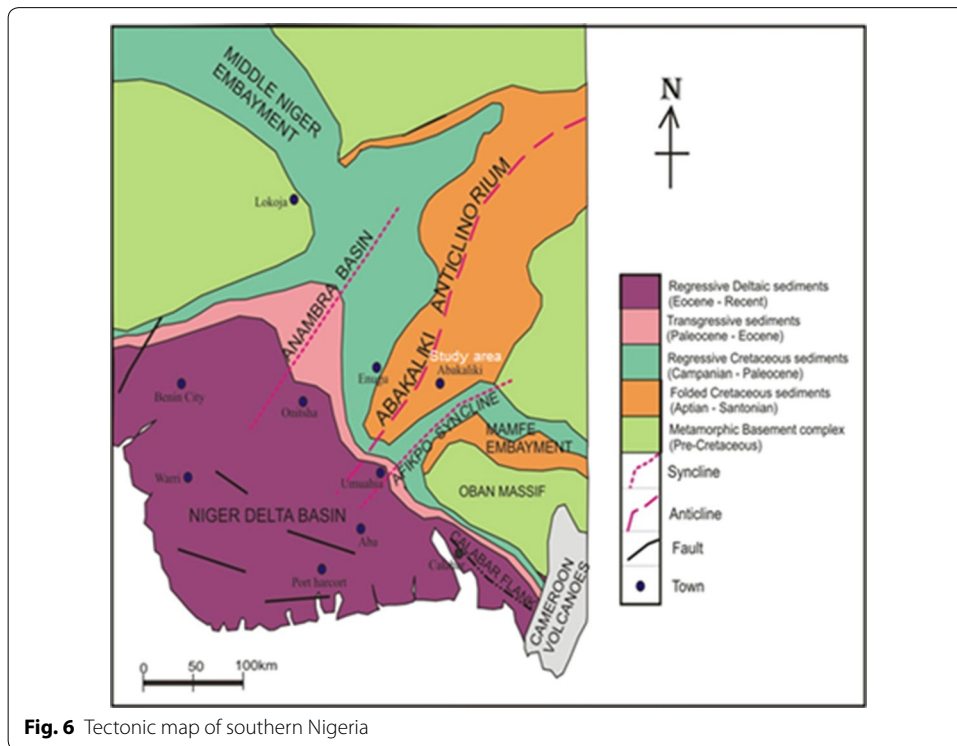 MIDDLE NIGER
EMBAYMENT
N
Lokoja
ANAMBRA BASIN
ABAKALIKI ANTICLINORIUM
Study area
Abakaliki
Enugu
Benin City
Onitsha
AFIKPO SYNCLINE
MAMFE
EMBAYMENT
Umuahia
OBAN MASSIF
Warri
NIGER DELTA BASIN
Aba
Calabar
CALABAR FLANK
Port harcort
CAMEROON
VOLCANOES
0 50 100km
Regressive Deltaic sediments
(Eocene - Recent)
Transgressive sediments
(Paleocene - Eocene)
Regressive Cretaceous sediments
(Campanian - Paleocene)
Folded Cretaceous sediments
(Aptian - Santonian)
Metamorphic Basement complex
(Pre-Cretaceous)
Syncline
Anticline
Fault
Town
Fig. 6 Tectonic map of southern Nigeria